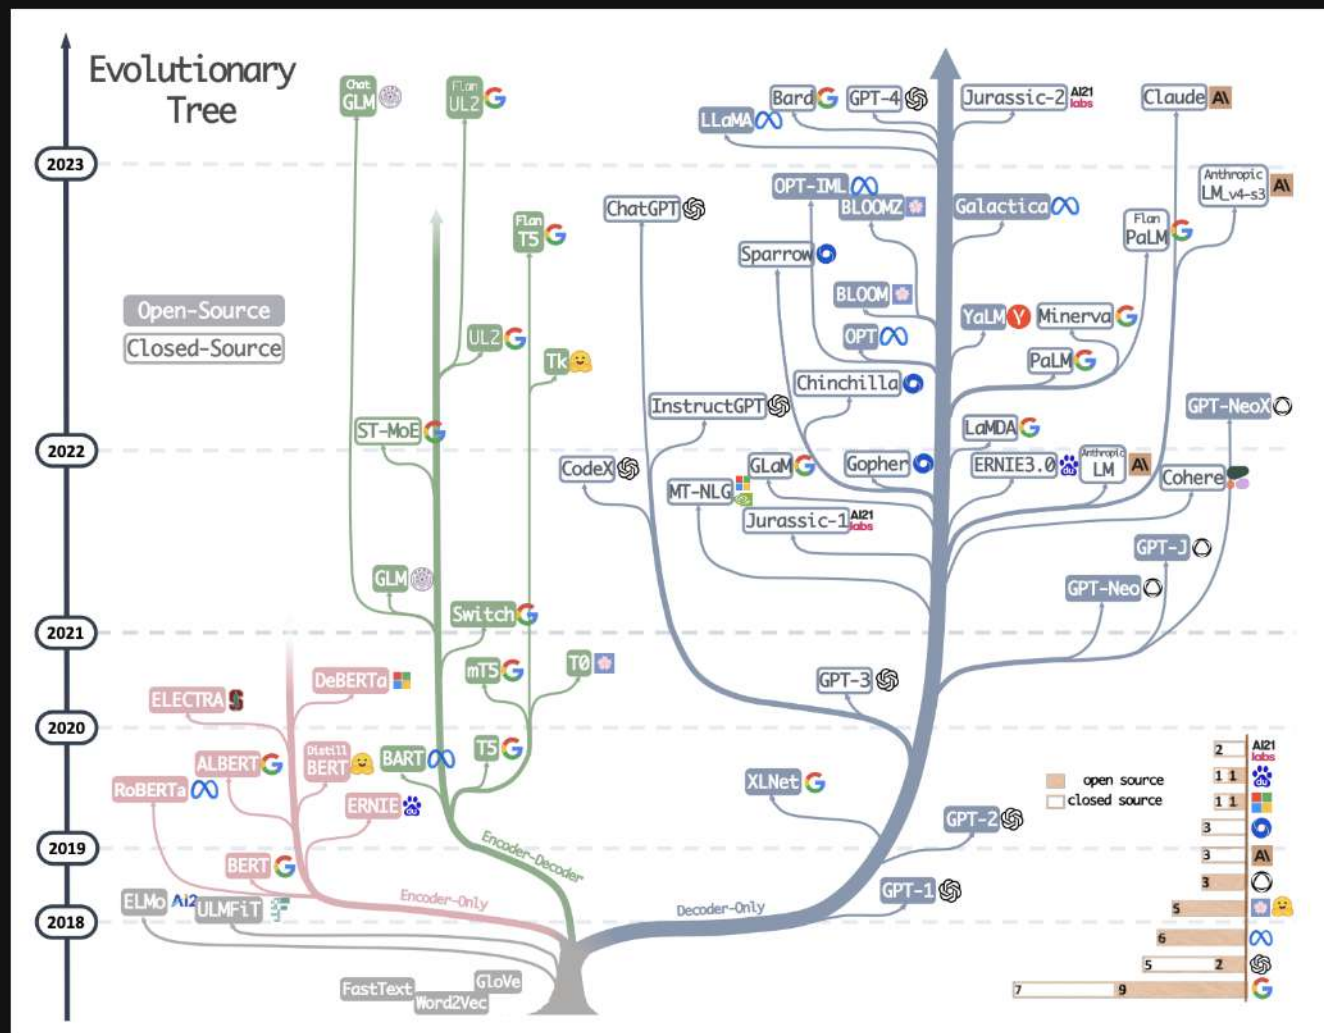 Evolutionary
Tree
Chat
GLM
Flan
UL2
Bard
GPT-4
Jurassic-2
AI21
labs
Claude
A\
LLaMA
2023
Anthropic
LM_v4-s3
A\
OPT-IML
BLOOMZ
Galactica
ChatGPT
Flan
T5
Flan
PaLM
Sparrow
Open-Source
Closed-Source
BLOOM
YaLM
Minerva
UL2
OPT
Tk
PaLM
Chinchilla
InstructGPT
GPT-NeoX
ST-MoE
LaMDA
2022
CodeX
GLaM
Gopher
ERNIE3.0
du
Anthropic
LM
A\
Cohere
MT-NLG
Jurassic-1
AI21
labs
GPT-J
GLM
GPT-Neo
Switch
2021
mT5
T0
DeBERTa
GPT-3
ELECTRA
2020
T5
BART
Distill
BERT
ALBERT
RoBERTa
XLNet
ERNIE
du
GPT-2
2019
Encoder-Decoder
BERT
GPT-1
ELMo
Ai2
ULMFiT
Encoder-Only
Decoder-Only
2018
GloVe
FastText
Word2Vec
open source
closed source
2
AI21
labs
1 1
du
1 1
3
3
A\
3
5
6
5 2
7 9